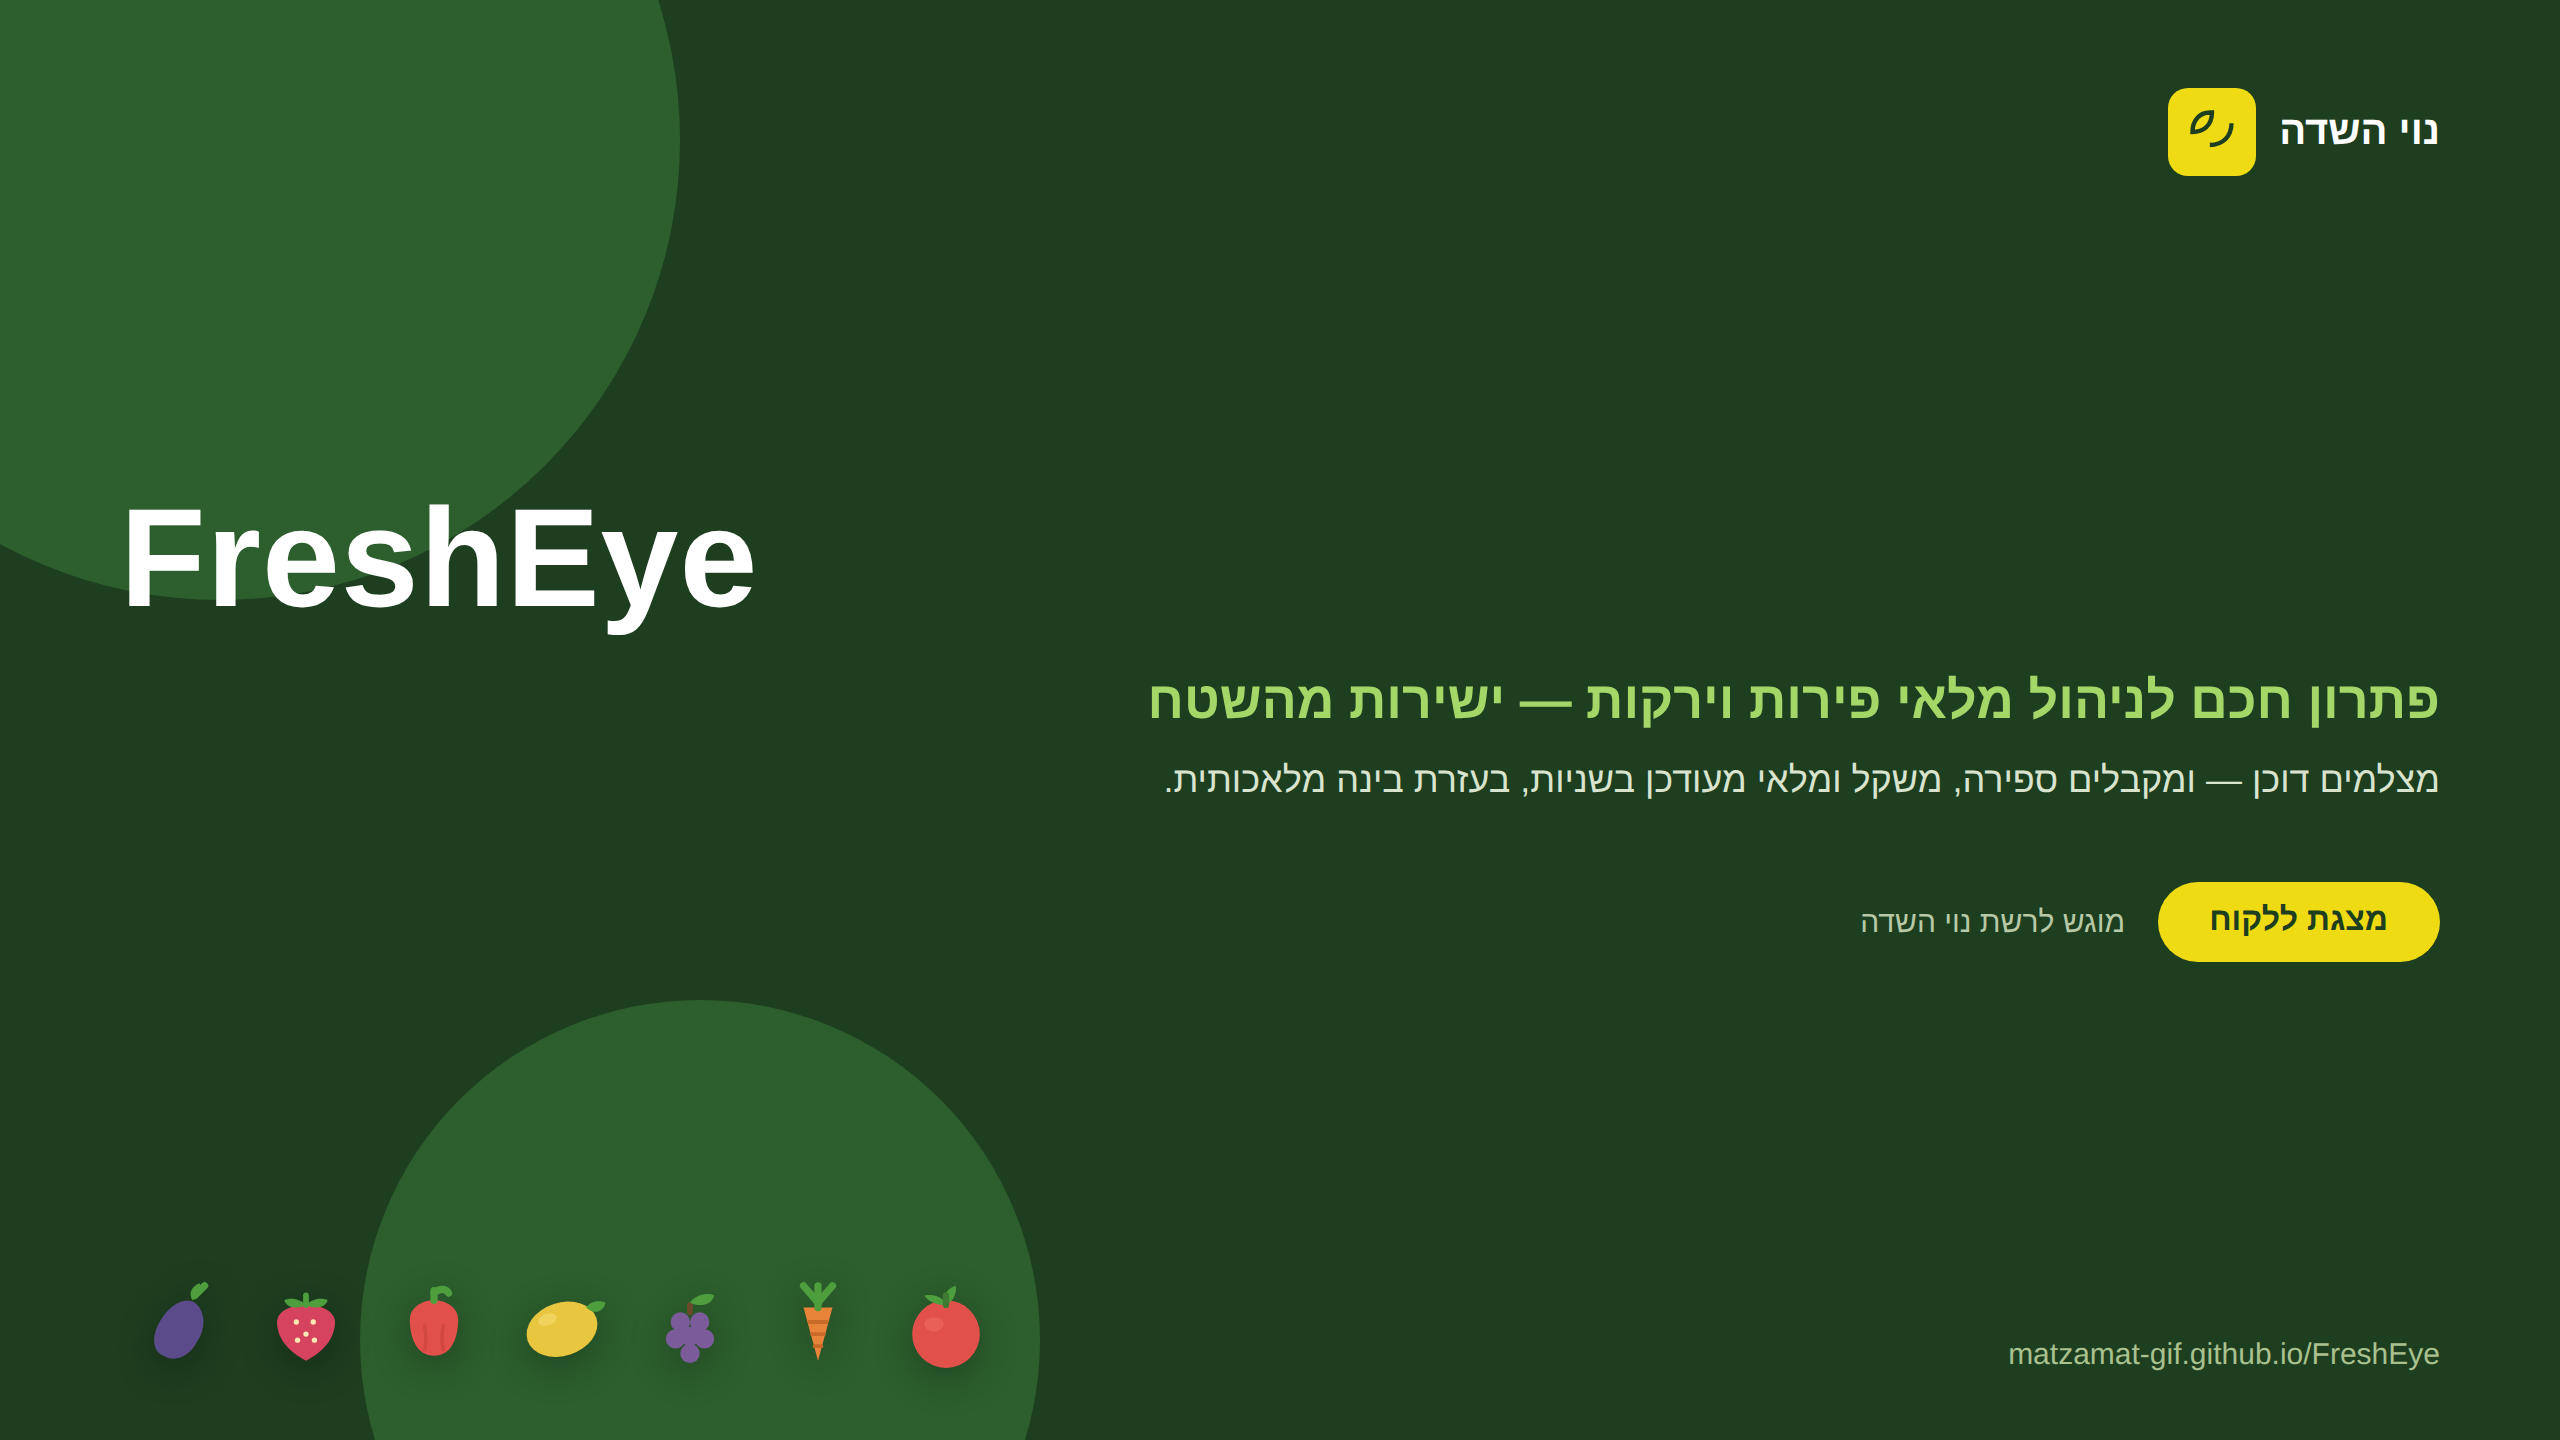 נוי השדה
FreshEye
פתרון חכם לניהול מלאי פירות וירקות — ישירות מהשטח
מצלמים דוכן — ומקבלים ספירה, משקל ומלאי מעודכן בשניות, בעזרת בינה מלאכותית.
מצגת ללקוח
מוגש לרשת נוי השדה
matzamat-gif.github.io/FreshEye